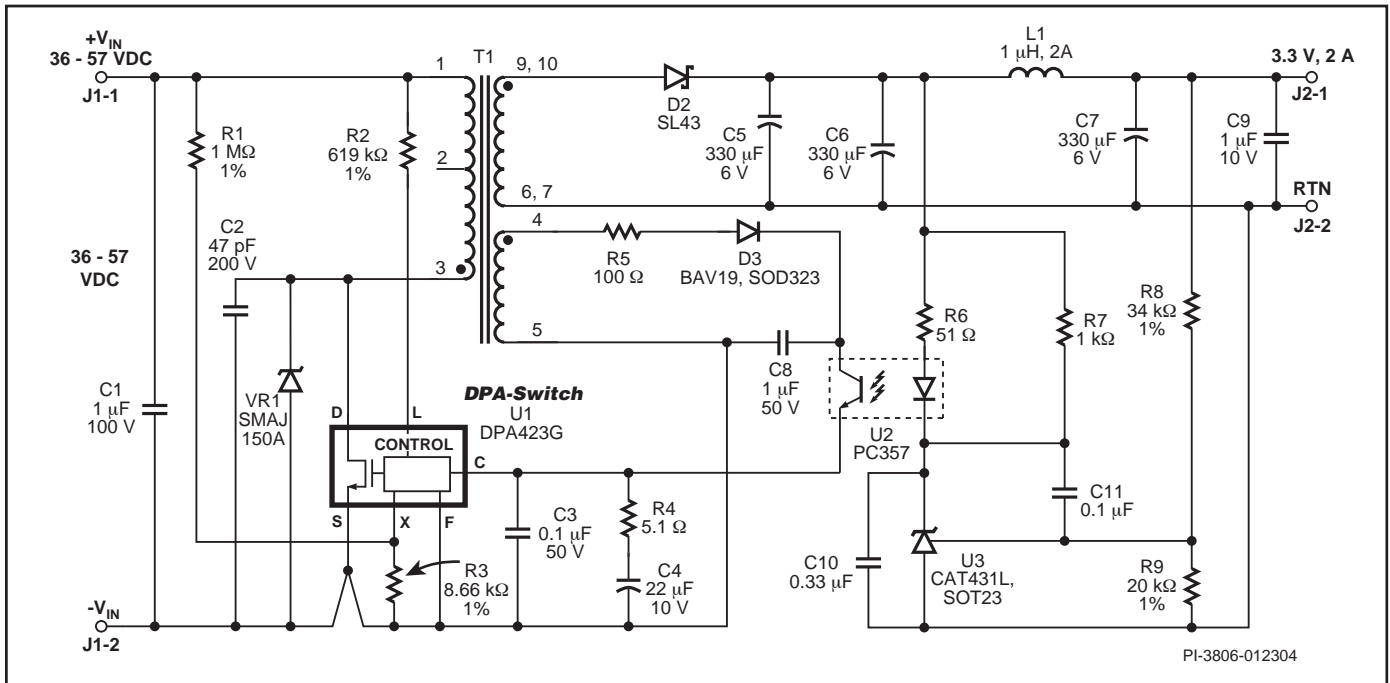 +V_IN
36 - 57 VDC
J1-1
R1
1 MΩ
1%
R2
619 kΩ
1%
1
2
3
T1
9, 10
6, 7
4
5
D2
SL43
C5
330 µF
6 V
C6
330 µF
6 V
L1
1 µH, 2A
C7
330 µF
6 V
C9
1 µF
10 V
3.3 V, 2 A
J2-1
RTN
J2-2
C2
47 pF
200 V
36 - 57
VDC
R5
100 Ω
D3
BAV19, SOD323
R6
51 Ω
R7
1 kΩ
R8
34 kΩ
1%
C1
1 µF
100 V
VR1
SMAJ
150A
DPA-Switch
U1
DPA423G
D
L
CONTROL
C
S
X
F
C8
1 µF
50 V
U2
PC357
R3
8.66 kΩ
1%
C3
0.1 µF
50 V
R4
5.1 Ω
C4
22 µF
10 V
C10
0.33 µF
C11
0.1 µF
U3
CAT431L,
SOT23
R9
20 kΩ
1%
-V_IN
J1-2
PI-3806-012304